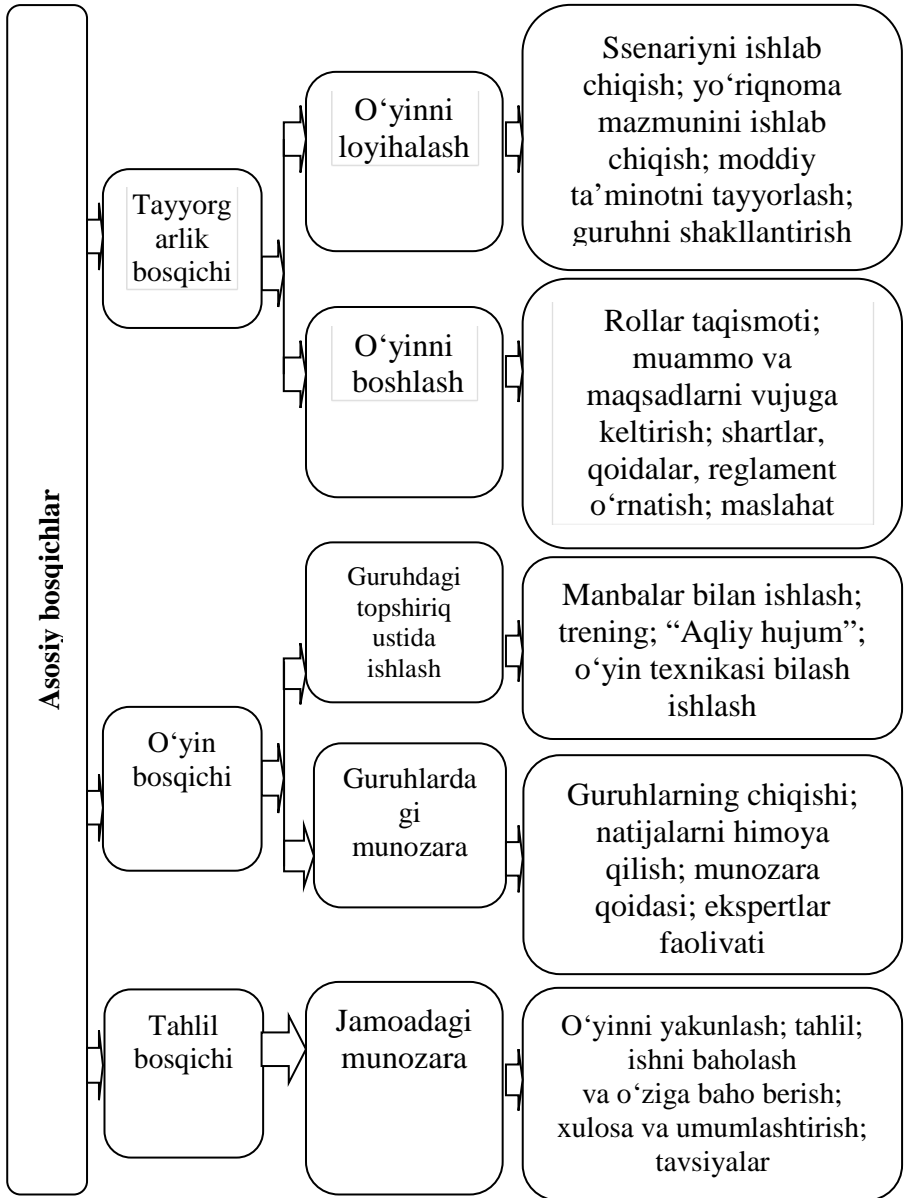 Asosiy bosqichlar
Tayyorg
arlik
bosqichi
O‘yinni
loyihalash
Ssenariyni ishlab
chiqish; yo‘riqnoma
mazmunini ishlab
chiqish; moddiy
ta’minotni tayyorlash;
guruhni shakllantirish
O‘yinni
boshlash
Rollar taqismoti;
muammo va
maqsadlarni vujuga
keltirish; shartlar,
qoidalar, reglament
o‘rnatish; maslahat
O‘yin
bosqichi
Guruhdagi
topshiriq
ustida
ishlash
Manbalar bilan ishlash;
trening; “Aqliy hujum”;
o‘yin texnikasi bilash
ishlash
Guruhlarda
gi
munozara
Guruhlarning chiqishi;
natijalarni himoya
qilish; munozara
qoidasi; ekspertlar
faoliyati
Tahlil
bosqichi
Jamoadagi
munozara
O‘yinni yakunlash; tahlil;
ishni baholash
va o‘ziga baho berish;
xulosa va umumlashtirish;
tavsiyalar